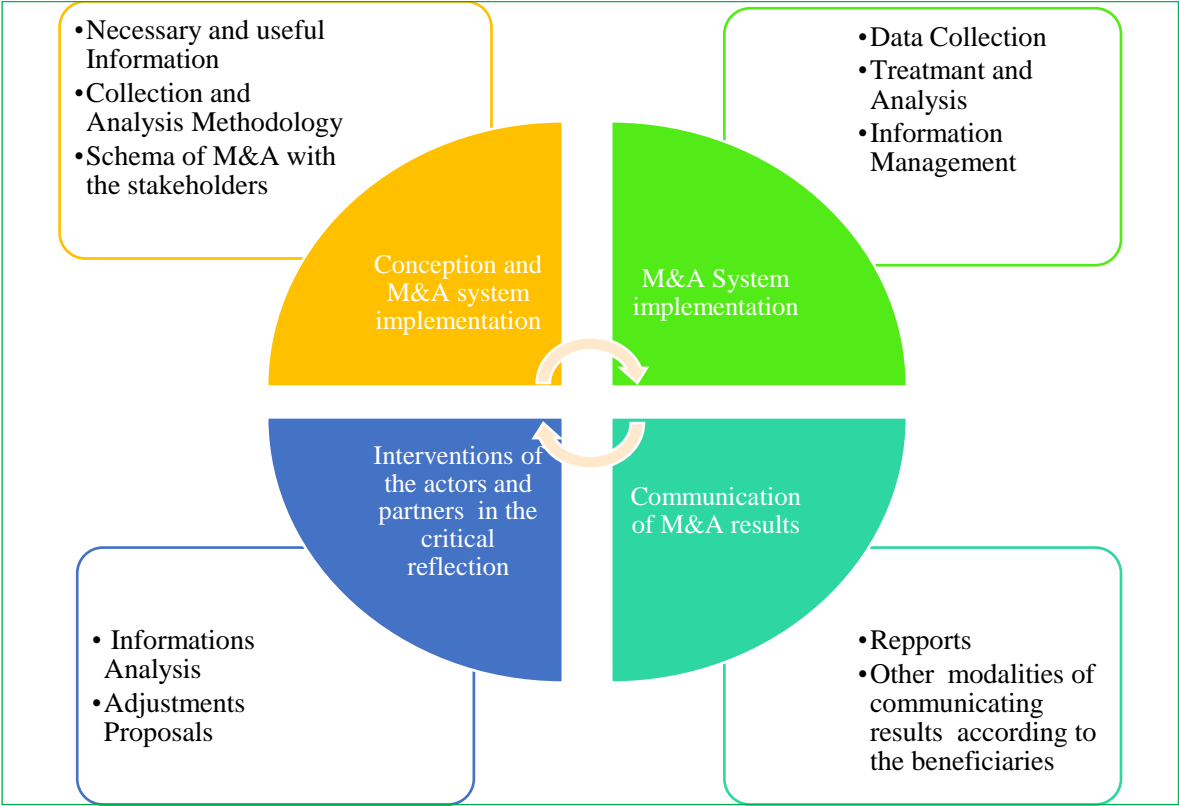 •Necessary and useful
Information
•Collection and
Analysis Methodology
•Schema of M&A with
the stakeholders
•Data Collection
•Treatmant and
Analysis
•Information
Management
Conception and
M&A system
implementation
M&A System
implementation
Interventions of
the actors and
partners in the
critical
reflection
Communication
of M&A results
• Informations
Analysis
•Adjustments
Proposals
•Repports
•Other modalities of
communicating
results according to
the beneficiaries